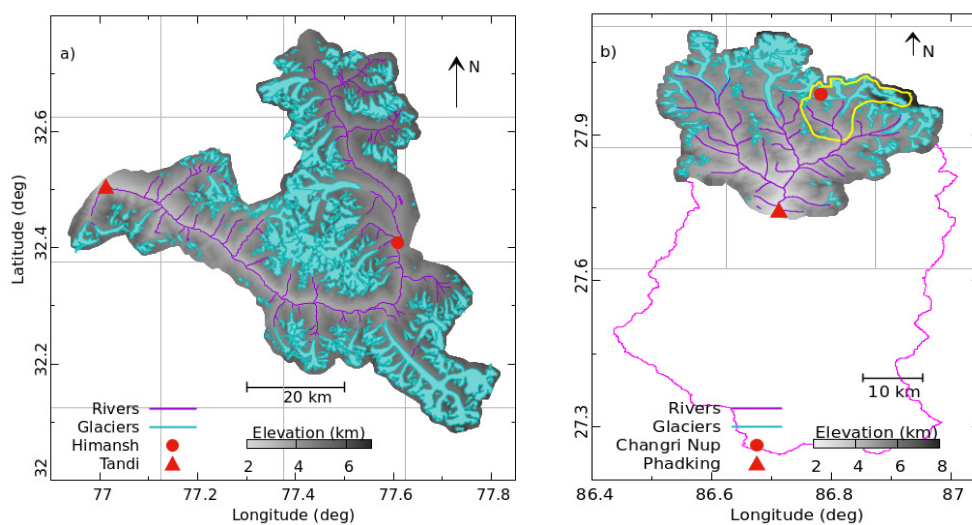 a)
N
Latitude (deg)
32.6
32.4
32.2
32
20 km
Rivers
Glaciers
Himansh
Tandi
Elevation (km)
2 4 6
77 77.2 77.4 77.6 77.8
Longitude (deg)
b)
N
Latitude (deg)
27.9
27.6
27.3
10 km
Rivers
Glaciers
Changri Nup
Phadking
Elevation (km)
2 4 6 8
86.4 86.6 86.8 87
Longitude (deg)